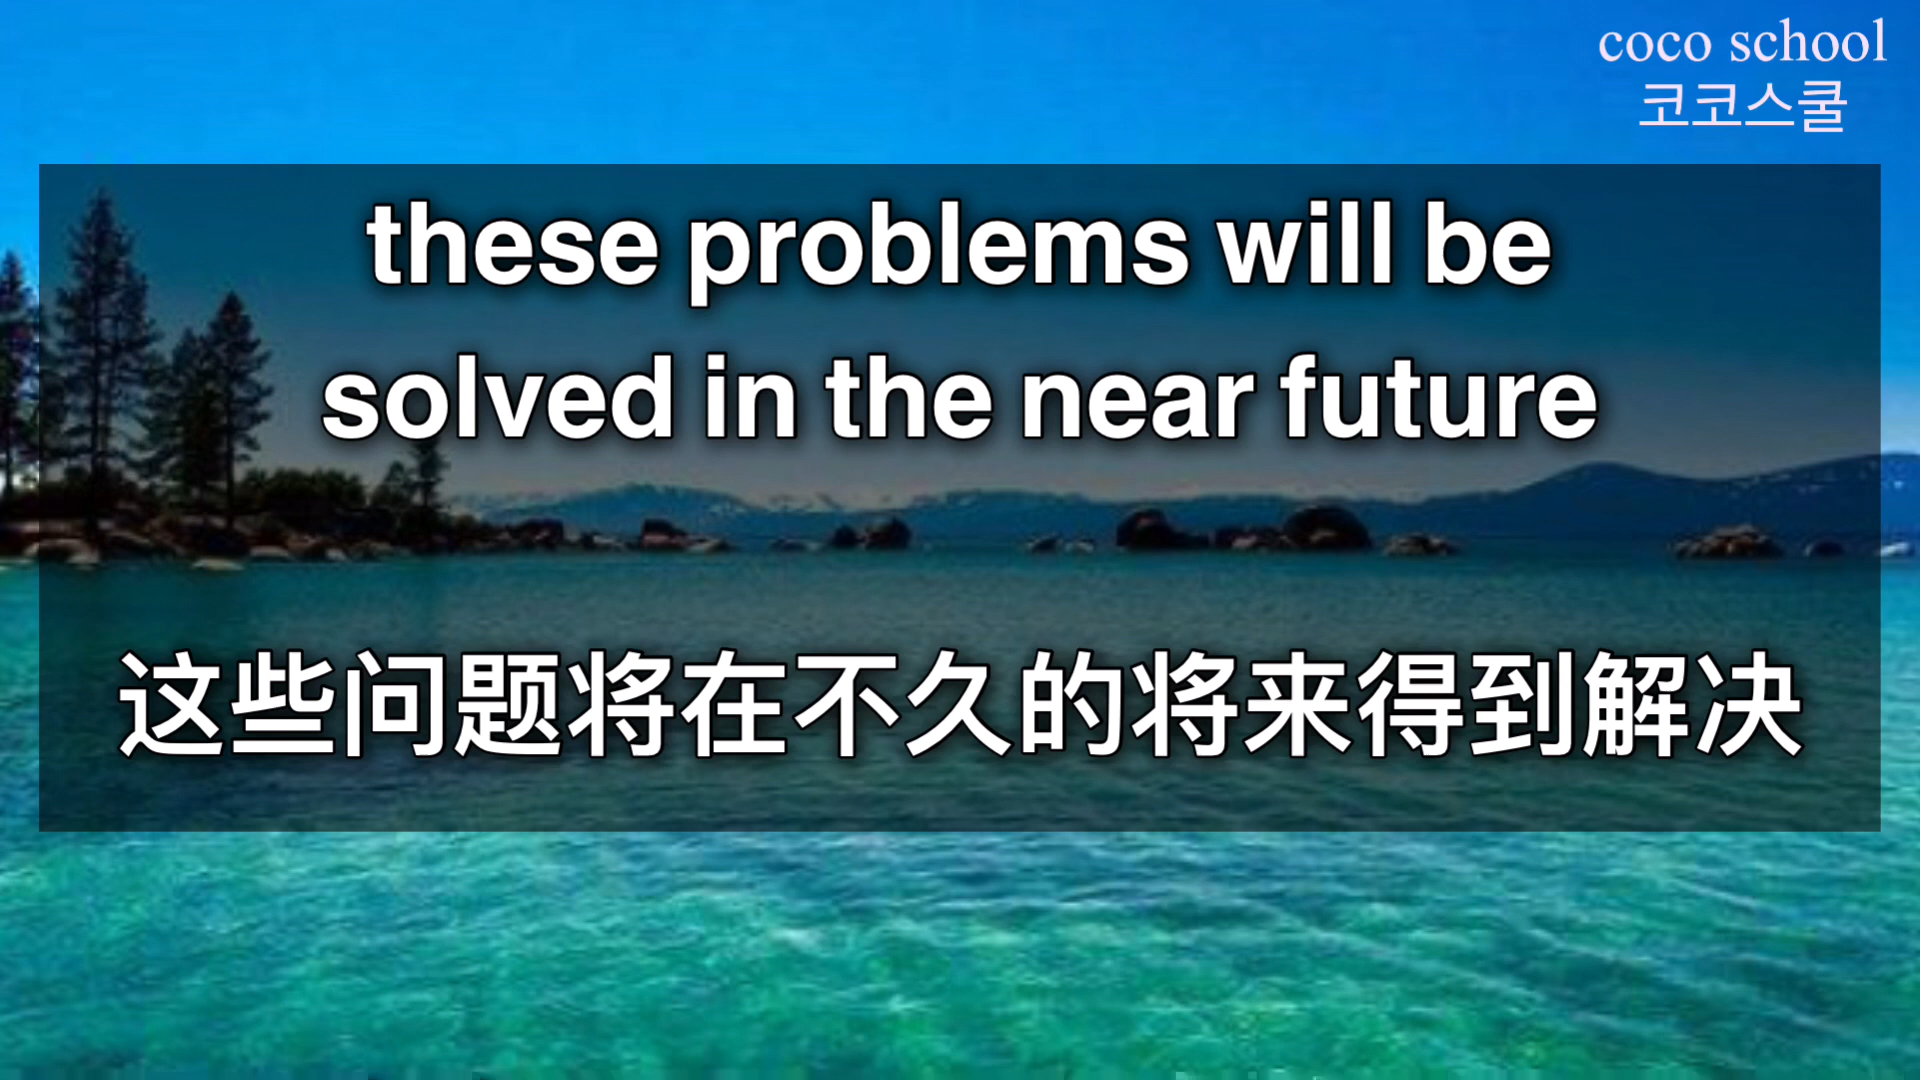 coco school
코코스쿨
these problems will be
solved in the near future
这些问题将在不久的将来得到解决